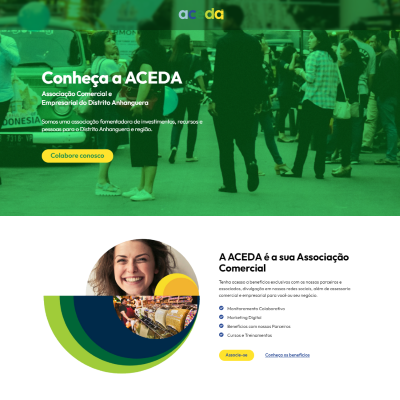 aceda
Conheça a ACEDA
Associação Comercial e
Empresarial do Distrito Anhanguera
Somos uma associação fomentadora de investimentos, recursos e
pessoas para o Distrito Anhanguera e região.
Colabore conosco
DONESIA
A ACEDA é a sua Associação
Comercial
Tenha acesso a benefícios exclusivos com os nossos parceiros e
associados, divulgação em nossas redes sociais, além de assessoria
comercial e empresarial para você ou seu negócio.
Monitoramento Colaborativo
Marketing Digital
Benefícios com nossos Parceiros
Cursos e Treinamentos
Associe-se
Conheça os benefícios